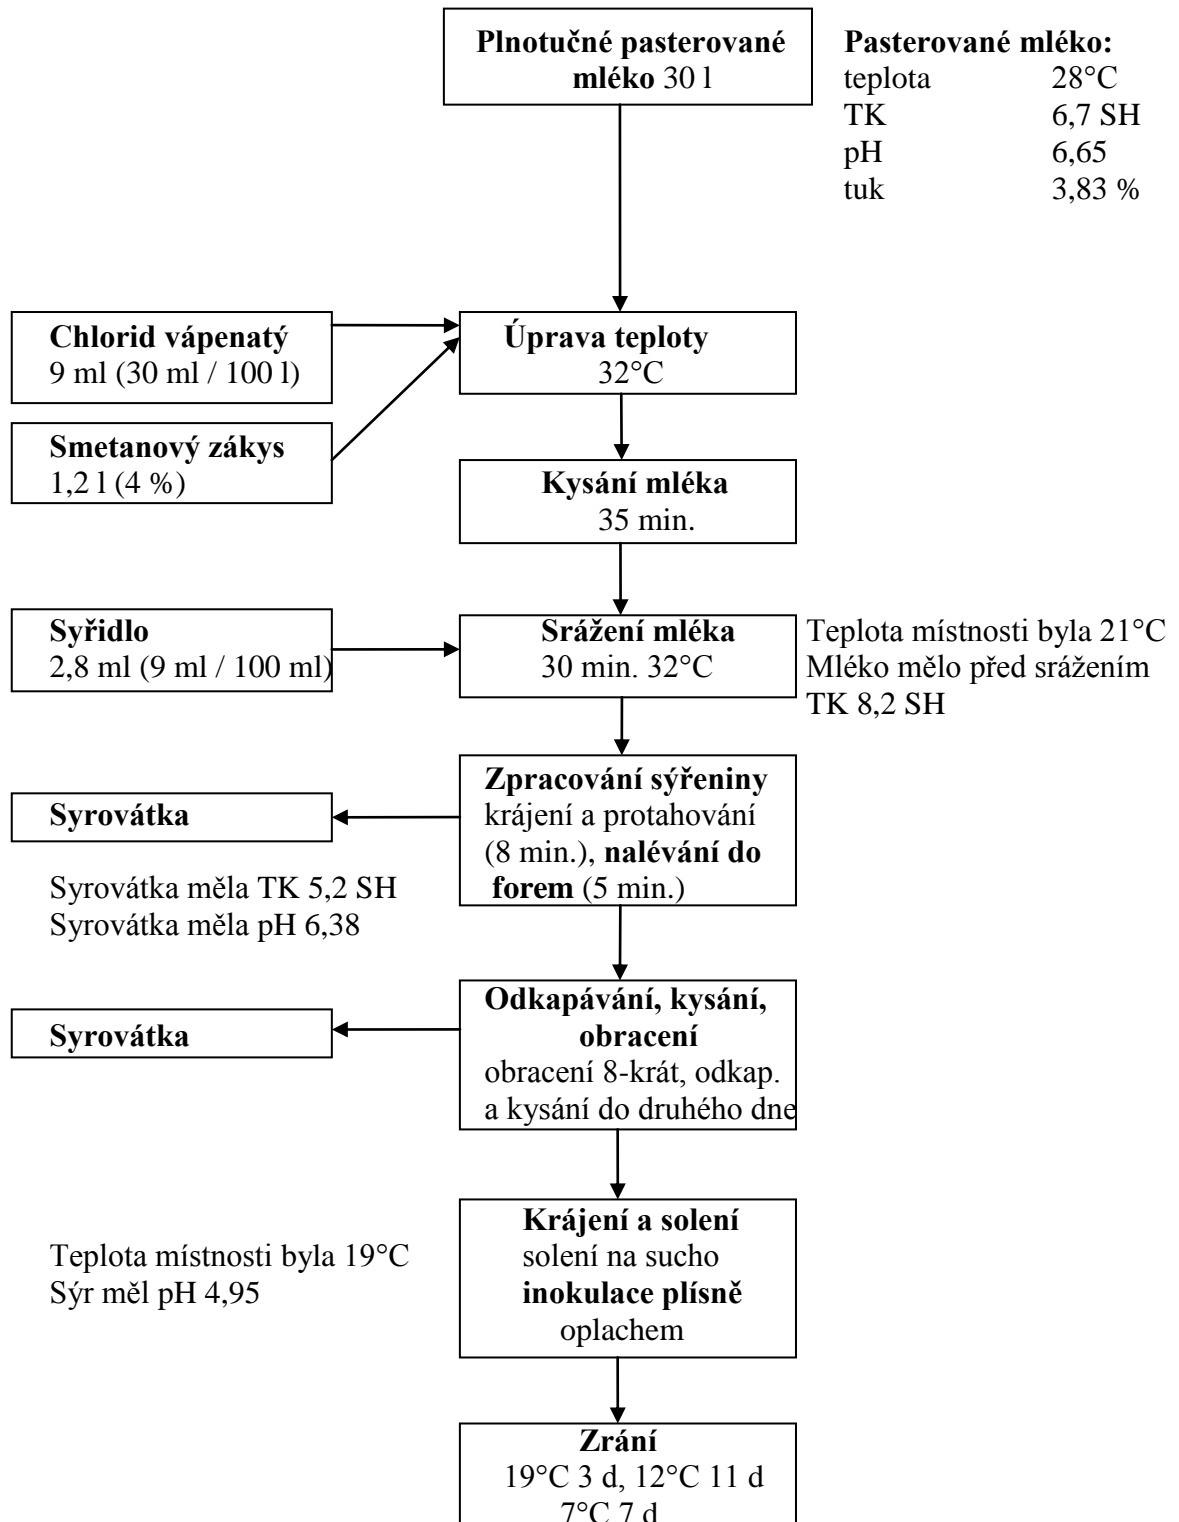 Plnotučné pasterované
mléko 30 l
Pasterované mléko:
teplota 28°C
TK 6,7 SH
pH 6,65
tuk 3,83 %
Chlorid vápenatý
9 ml (30 ml / 100 l)
Úprava teploty
32°C
Smetanový zákys
1,2 l (4 %)
Kysání mléka
35 min.
Syřidlo
2,8 ml (9 ml / 100 ml)
Srážení mléka
30 min. 32°C
Teplota místnosti byla 21°C
Mléko mělo před srážením
TK 8,2 SH
Zpracování sýřeniny
krájení a protahování
(8 min.), nalévání do
forem (5 min.)
Syrovátka
Syrovátka měla TK 5,2 SH
Syrovátka měla pH 6,38
Odkapávání, kysání,
obracení
obracení 8-krát, odkap.
a kysání do druhého dne
Syrovátka
Krájení a solení
solení na sucho
inokulace plísně
oplachem
Teplota místnosti byla 19°C
Sýr měl pH 4,95
Zrání
19°C 3 d, 12°C 11 d
7°C 7 d